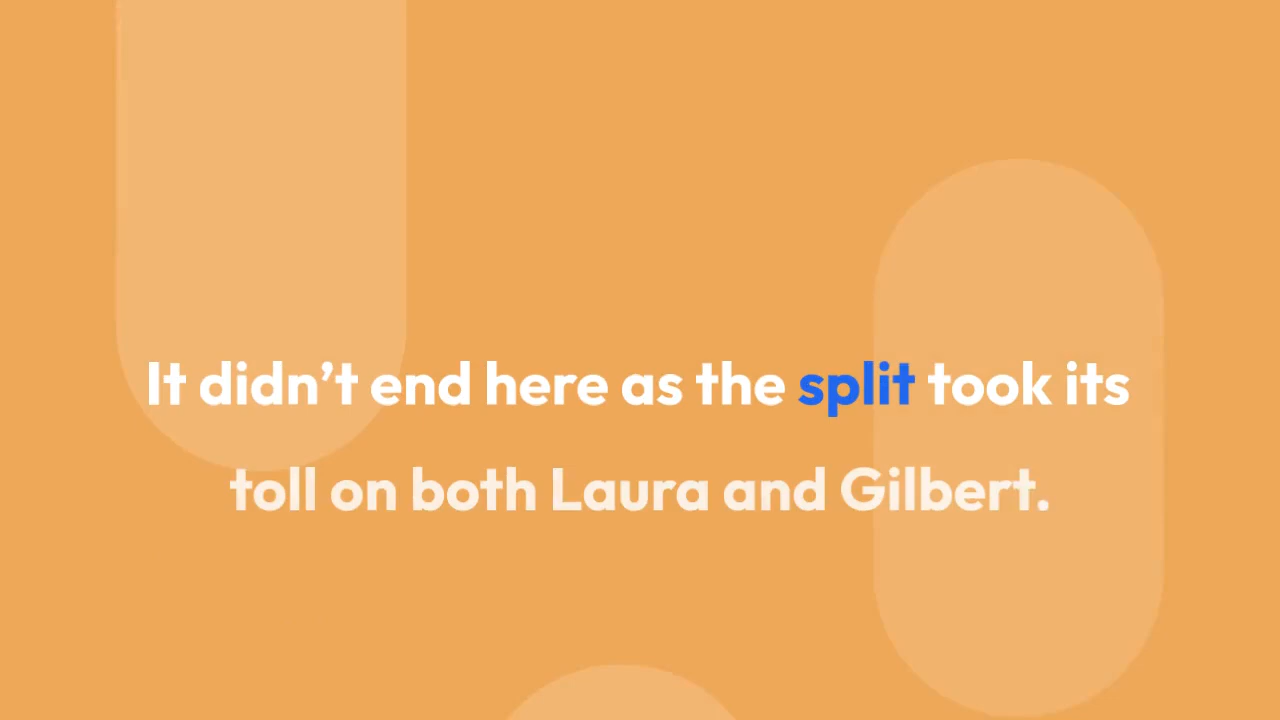 It didn’t end here as the split took its
toll on both Laura and Gilbert.